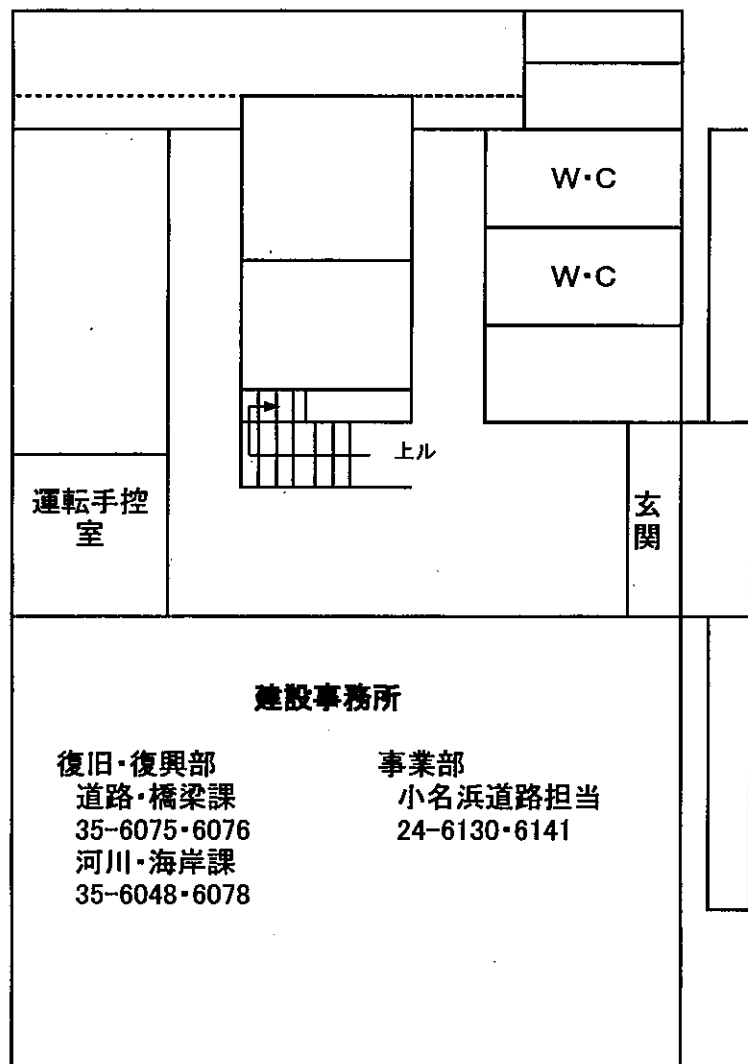 W・C
W・C
上ル
運転手控
室
玄
関
建設事務所
復旧・復興部
道路・橋梁課
35-6075・6076
河川・海岸課
35-6048・6078
事業部
小名浜道路担当
24-6130・6141